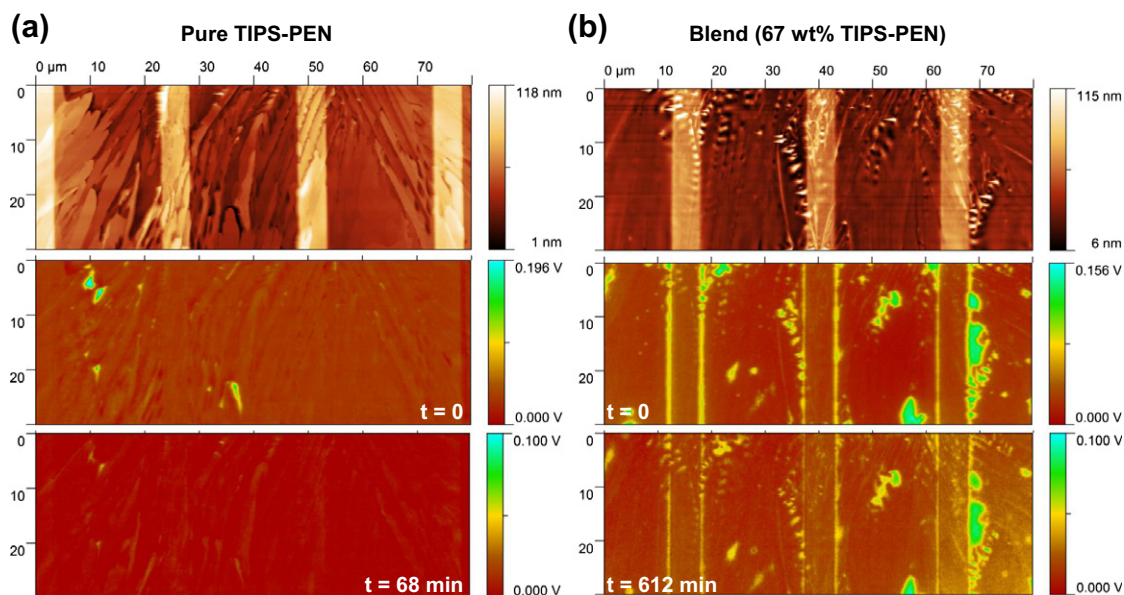 (a)
Pure TIPS-PEN
0 µm 10 20 30 40 50 60 70
0
10
20
118 nm
1 nm
0
10
20
t = 0
0.196 V
0.000 V
0
10
20
t = 68 min
0.100 V
0.000 V
(b)
Blend (67 wt% TIPS-PEN)
0 µm 10 20 30 40 50 60 70
0
10
20
115 nm
6 nm
0
10
20
t = 0
0.156 V
0.000 V
0
10
20
t = 612 min
0.100 V
0.000 V